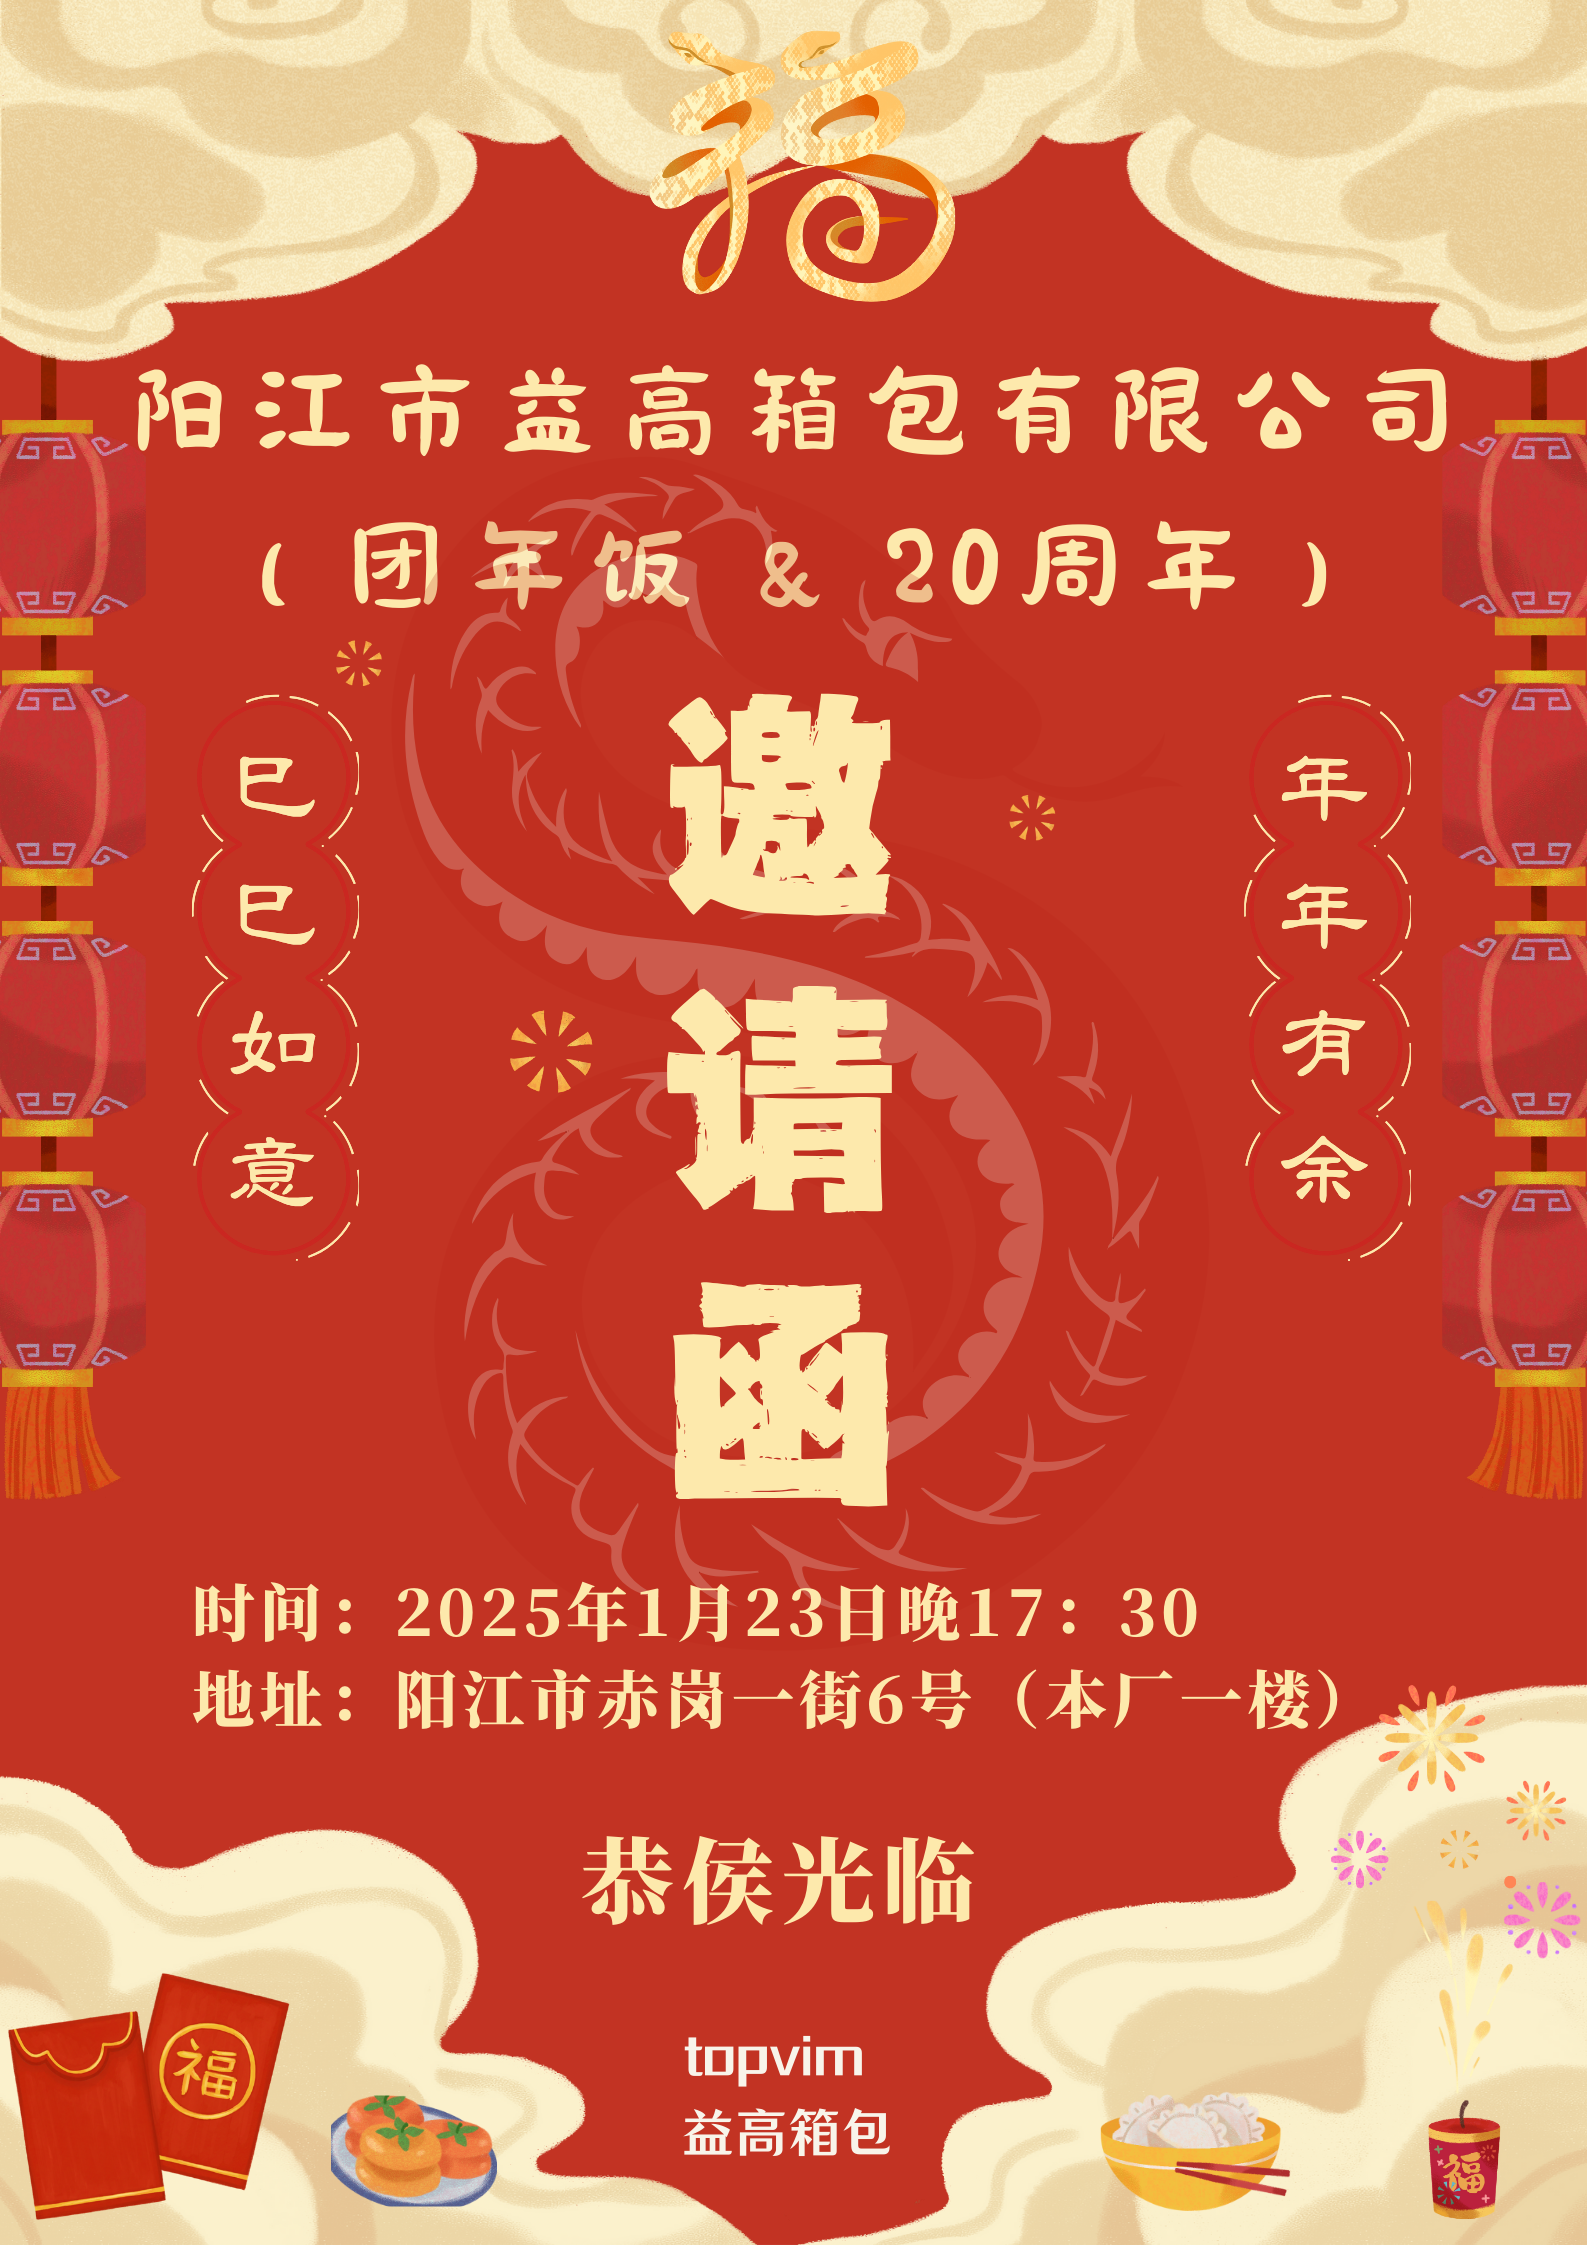 福
阳江市益高箱包有限公司
（团年饭 & 20周年）
巳巳如意
邀请函
年年有余
时间：2025年1月23日晚17：30
地址：阳江市赤岗一街6号（本厂一楼）
恭侯光临
福
topvim
益高箱包
福